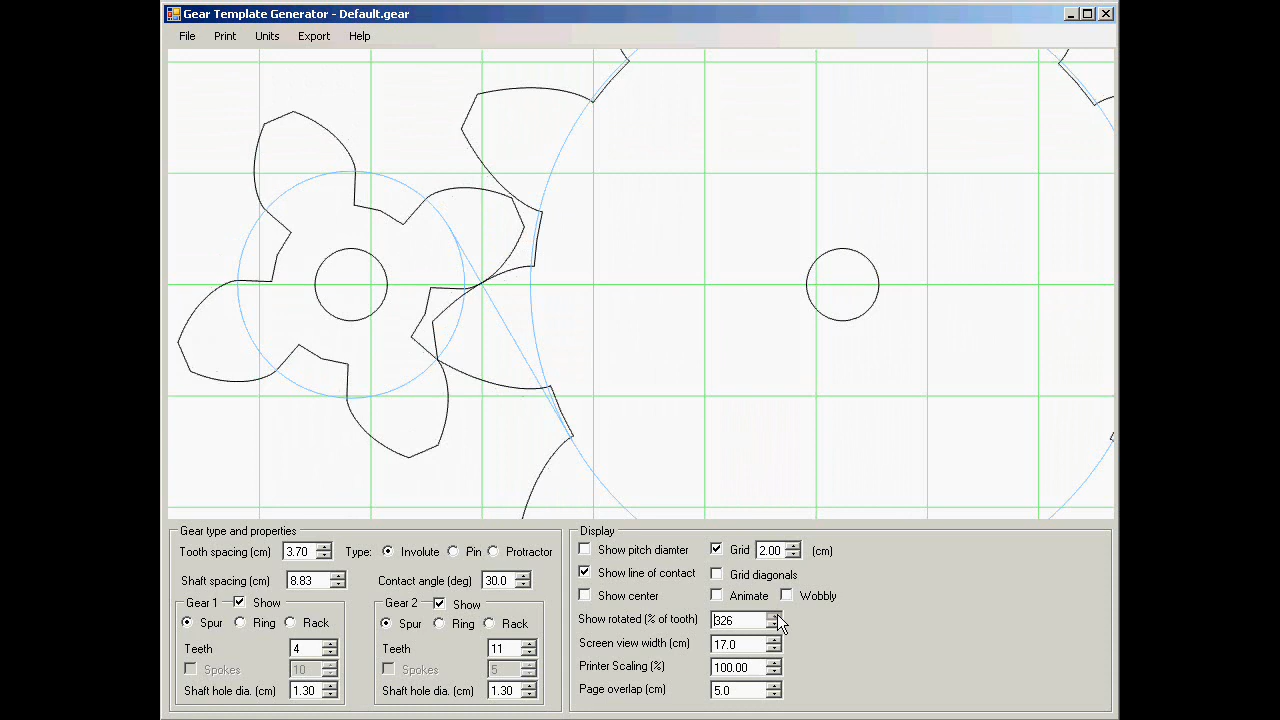 Gear Template Generator - Default.gear
File Print Units Export Help
Gear type and properties
Tooth spacing (cm) 3.70 Type: Involute Pin Protractor
Shaft spacing (cm) 8.83 Contact angle (deg) 30.0
Gear 1 Show
Spur Ring Rack
Teeth 4
Spokes 10
Shaft hole dia. (cm) 1.30
Gear 2 Show
Spur Ring Rack
Teeth 11
Spokes 5
Shaft hole dia. (cm) 1.30
Display
Show pitch diamter Grid 2.00 (cm)
Show line of contact Grid diagonals
Show center Animate Wobbly
Show rotated (% of tooth) 326
Screen view width (cm) 17.0
Printer Scaling (%) 100.00
Page overlap (cm) 5.0